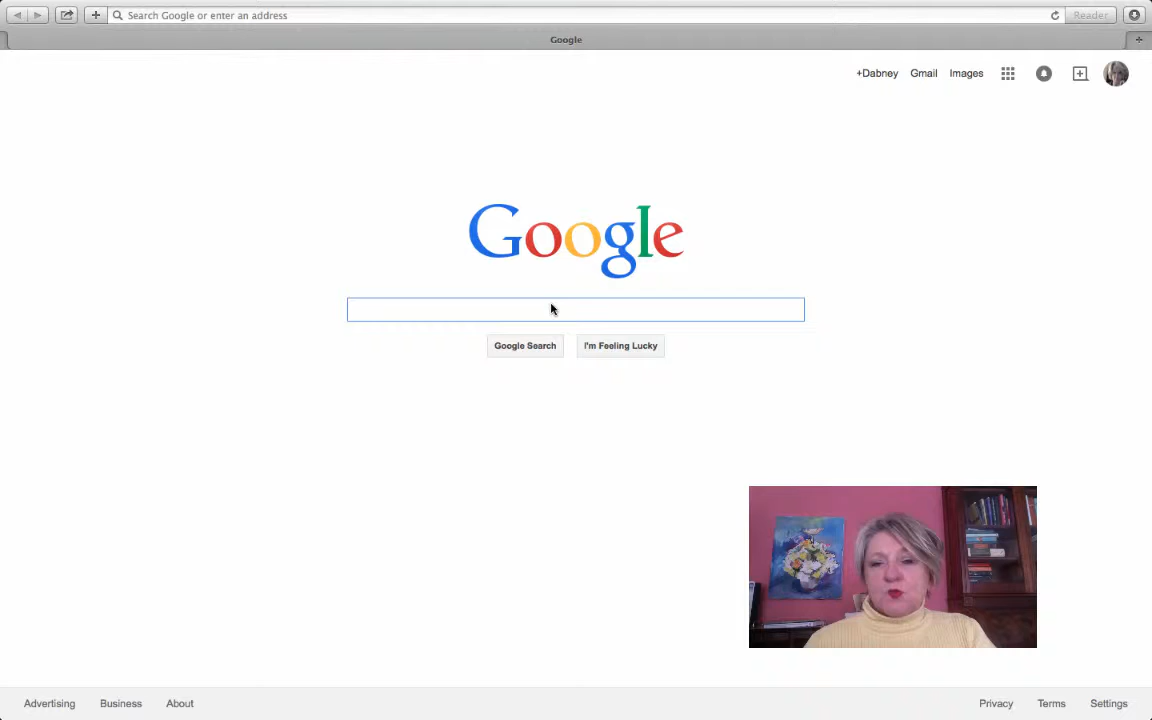 Search Google or enter an address
Reader
Google
+Dabney Gmail Images
Google
Google Search I'm Feeling Lucky
Advertising Business About Privacy Terms Settings